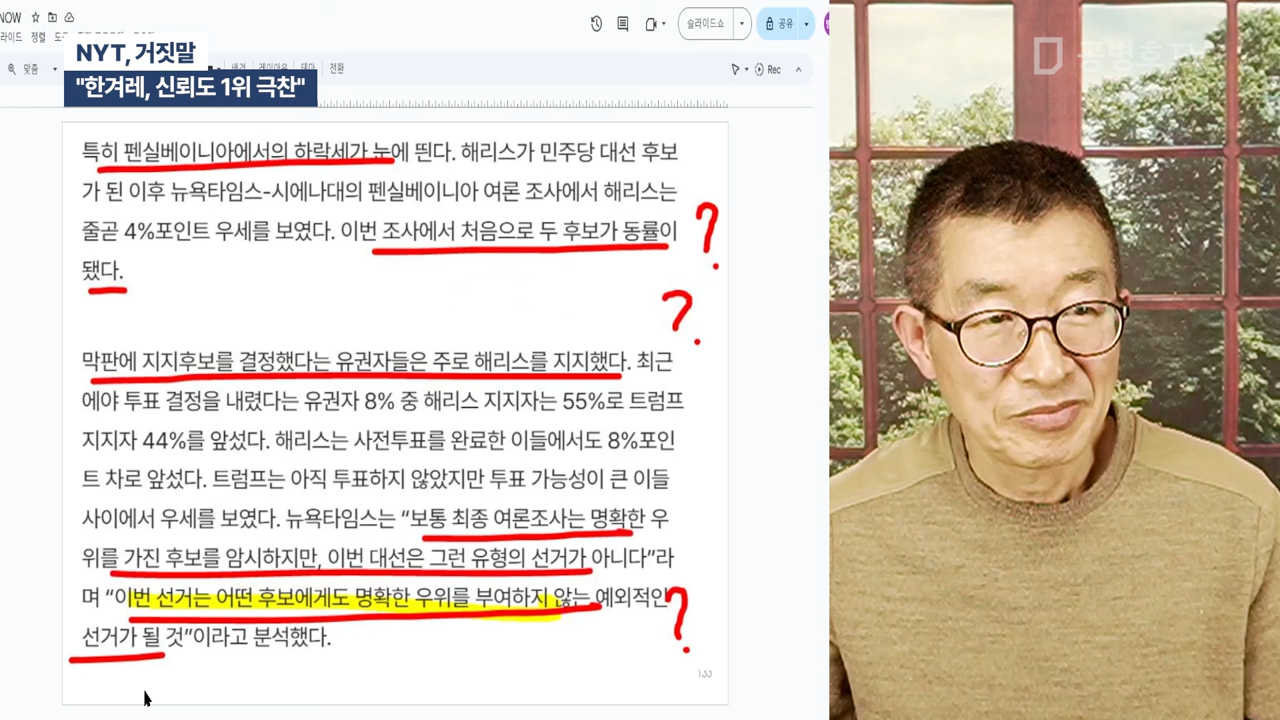 NOW
슬라이드쇼
공유
라이드 정렬 도
NYT, 거짓말
맞춤
전환
Rec
"한겨레, 신뢰도 1위 극찬"
공병호TV
특히 펜실베이니아에서의 하락세가 눈에 띈다. 해리스가 민주당 대선 후보
가 된 이후 뉴욕타임스-시에나대의 펜실베이니아 여론 조사에서 해리스는
줄곧 4%포인트 우세를 보였다. 이번 조사에서 처음으로 두 후보가 동률이
됐다.
?
?
막판에 지지후보를 결정했다는 유권자들은 주로 해리스를 지지했다. 최근
에야 투표 결정을 내렸다는 유권자 8% 중 해리스 지지자는 55%로 트럼프
지지자 44%를 앞섰다. 해리스는 사전투표를 완료한 이들에서도 8%포인
트 차로 앞섰다. 트럼프는 아직 투표하지 않았지만 투표 가능성이 큰 이들
사이에서 우세를 보였다. 뉴욕타임스는 “보통 최종 여론조사는 명확한 우
위를 가진 후보를 암시하지만, 이번 대선은 그런 유형의 선거가 아니다”라
며 “이번 선거는 어떤 후보에게도 명확한 우위를 부여하지 않는 예외적인
선거가 될 것”이라고 분석했다.
?